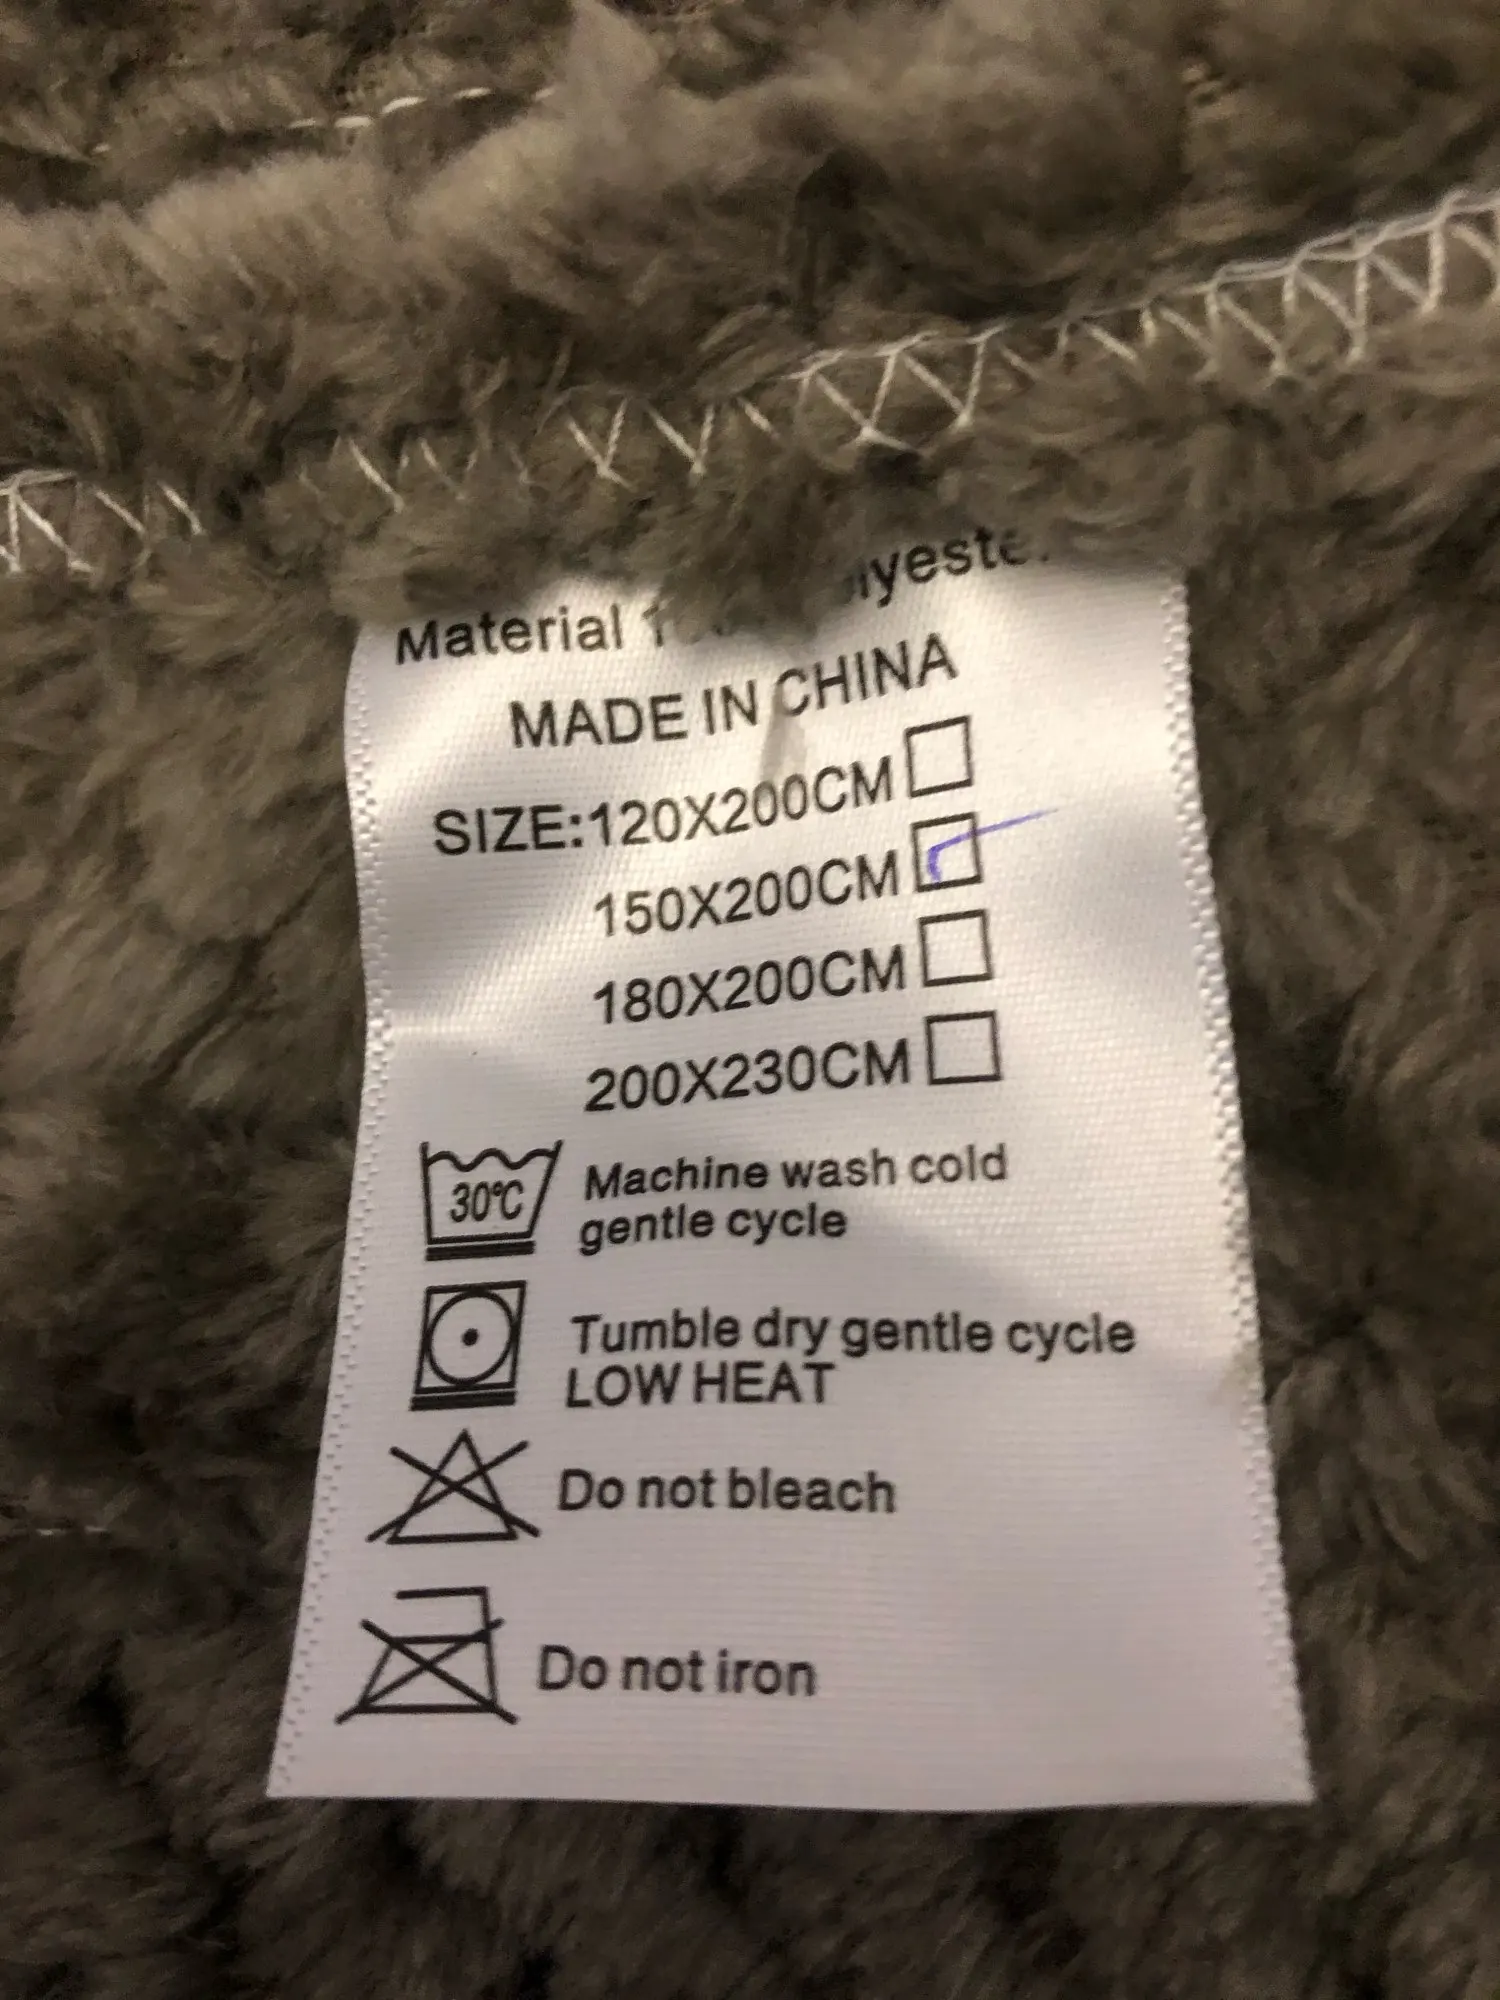 Material
MADE IN CHINA
SIZE:120X200CM
150X200CM
180X200CM
200X230CM
30°C Machine wash cold
gentle cycle
Tumble dry gentle cycle
LOW HEAT
Do not bleach
Do not iron